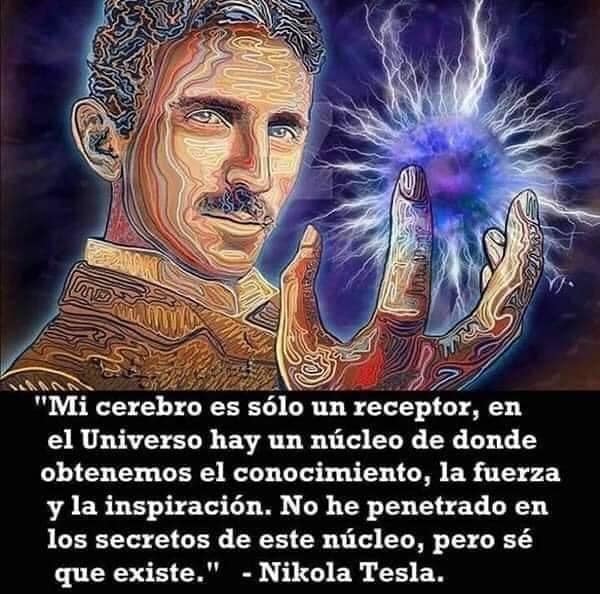 "Mi cerebro es sólo un receptor, en
el Universo hay un núcleo de donde
obtenemos el conocimiento, la fuerza
y la inspiración. No he penetrado en
los secretos de este núcleo, pero sé
que existe." - Nikola Tesla.